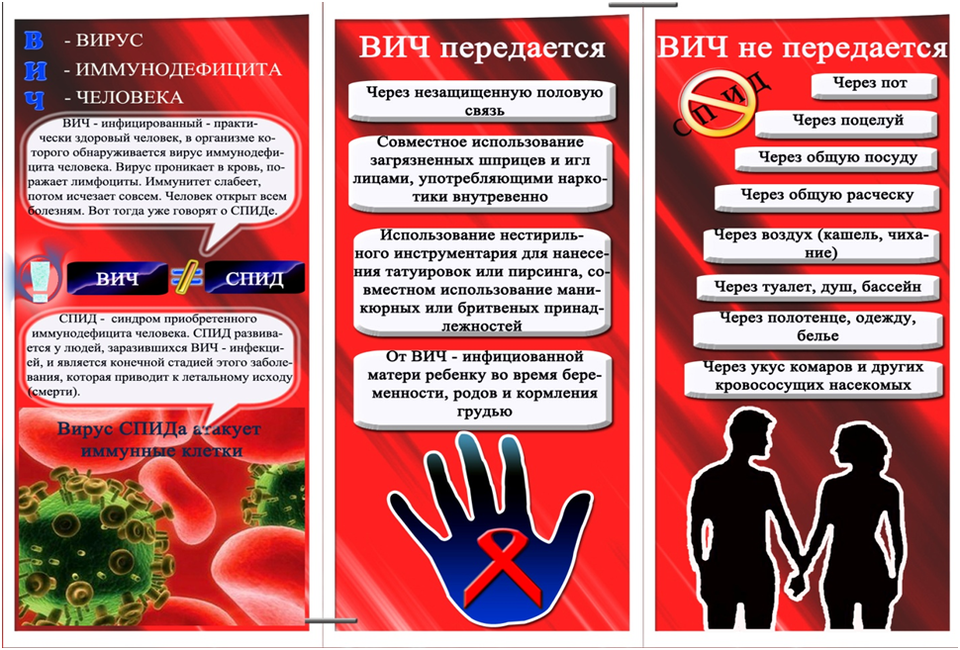 В - ВИРУС
И - ИММУНОДЕФИЦИТА
Ч - ЧЕЛОВЕКА
ВИЧ - инфицированный - практи-
чески здоровый человек, в организме ко-
торого обнаруживается вирус иммунодефи-
цита человека. Вирус проникает в кровь, по-
ражает лимфоциты. Иммунитет слабеет,
потом исчезает совсем. Человек открыт всем
болезням. Вот тогда уже говорят о СПИДе.
ВИЧ ≠ СПИД
СПИД - синдром приобретенного
иммунодефицита человека. СПИД развива-
ется у людей, заразившихся ВИЧ - инфекци-
ей, и является конечной стадией этого заболе-
вания, которая приводит к летальному исходу
(смерти).
Вирус СПИДа атакует
иммунные клетки
ВИЧ передается
Через незащищенную половую
связь
Совместное использование
загрязненных шприцев и игл
лицами, употребляющими нарко-
тики внутревенно
Использование нестириль-
ного инструментария для нанесе-
ния татуировок или пирсинга, со-
вместном использование мани-
кюрных или бритвеных принад-
лежностей
От ВИЧ - инфициованной
матери ребенку во время бере-
менности, родов и кормления
грудью
ВИЧ не передается
СПИД
Через пот
Через поцелуй
Через общую посуду
Через общую расческу
Через воздух (кашель, чиха-
ние)
Через туалет, душ, бассейн
Через полотенце, одежду,
белье
Через укус комаров и других
кровососущих насекомых